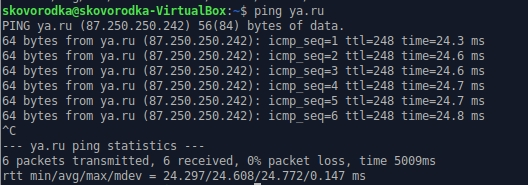 skovorodka@skovorodka-VirtualBox:~$ ping ya.ru
PING ya.ru (87.250.250.242) 56(84) bytes of data.
64 bytes from ya.ru (87.250.250.242): icmp_seq=1 ttl=248 time=24.3 ms
64 bytes from ya.ru (87.250.250.242): icmp_seq=2 ttl=248 time=24.6 ms
64 bytes from ya.ru (87.250.250.242): icmp_seq=3 ttl=248 time=24.6 ms
64 bytes from ya.ru (87.250.250.242): icmp_seq=4 ttl=248 time=24.7 ms
64 bytes from ya.ru (87.250.250.242): icmp_seq=5 ttl=248 time=24.7 ms
64 bytes from ya.ru (87.250.250.242): icmp_seq=6 ttl=248 time=24.8 ms
^C
--- ya.ru ping statistics ---
6 packets transmitted, 6 received, 0% packet loss, time 5009ms
rtt min/avg/max/mdev = 24.297/24.608/24.772/0.147 ms